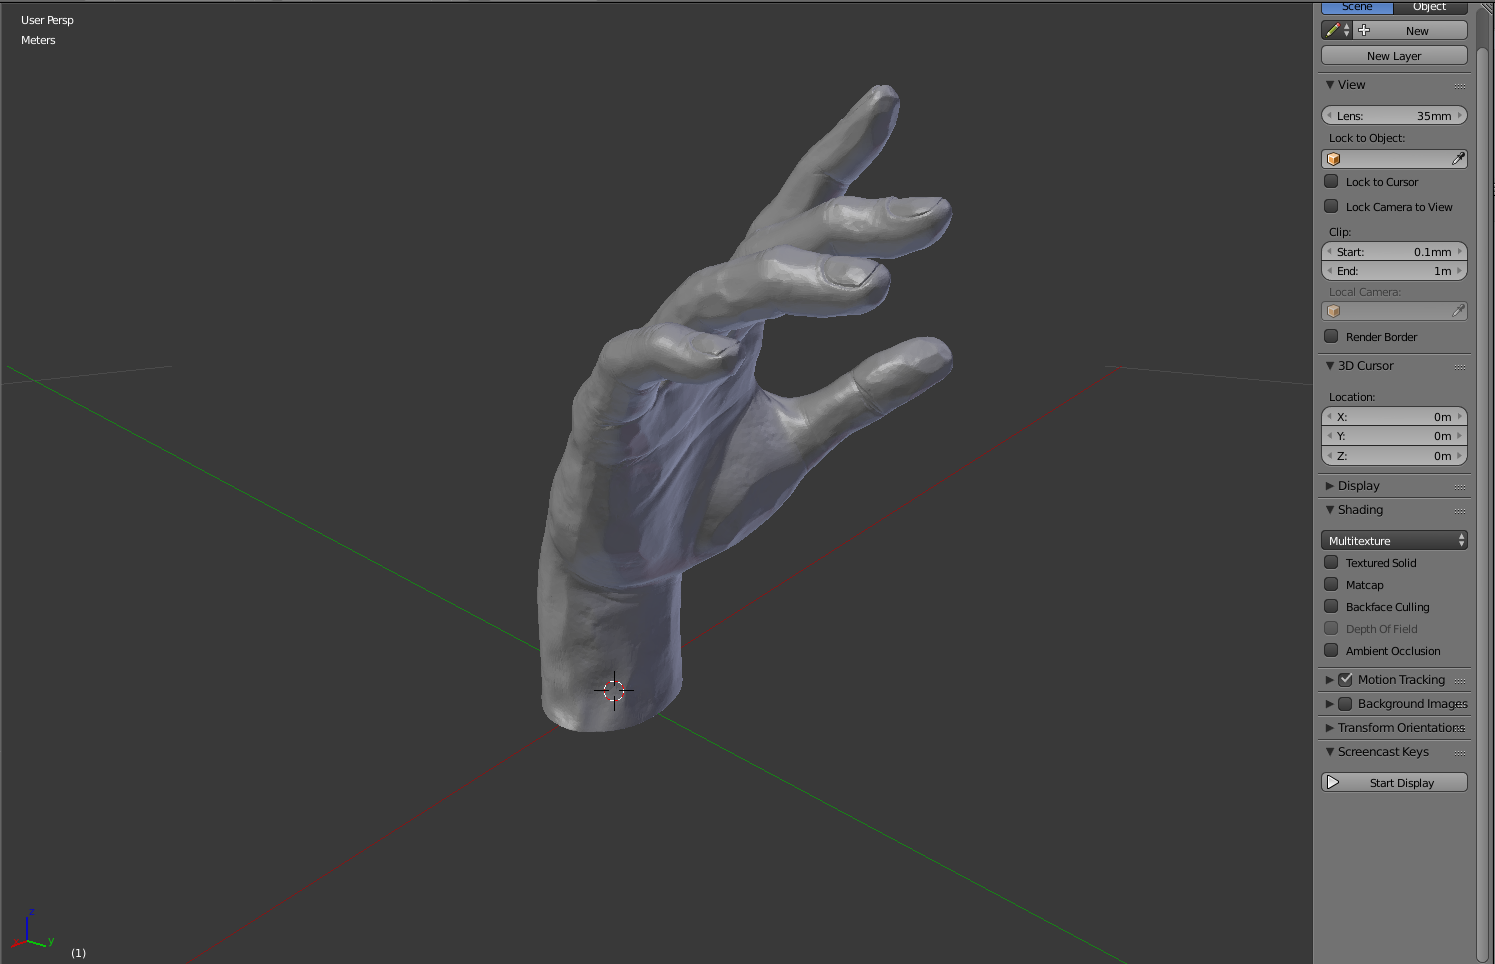 User Persp
Meters
z
y
(1)
Scene Object
New
New Layer
View
Lens: 35mm
Lock to Object:
Lock to Cursor
Lock Camera to View
Clip:
Start: 0.1mm
End: 1m
Local Camera:
Render Border
3D Cursor
Location:
X: 0m
Y: 0m
Z: 0m
Display
Shading
Multitexture
Textured Solid
Matcap
Backface Culling
Depth Of Field
Ambient Occlusion
Motion Tracking
Background Images
Transform Orientations
Screencast Keys
Start Display